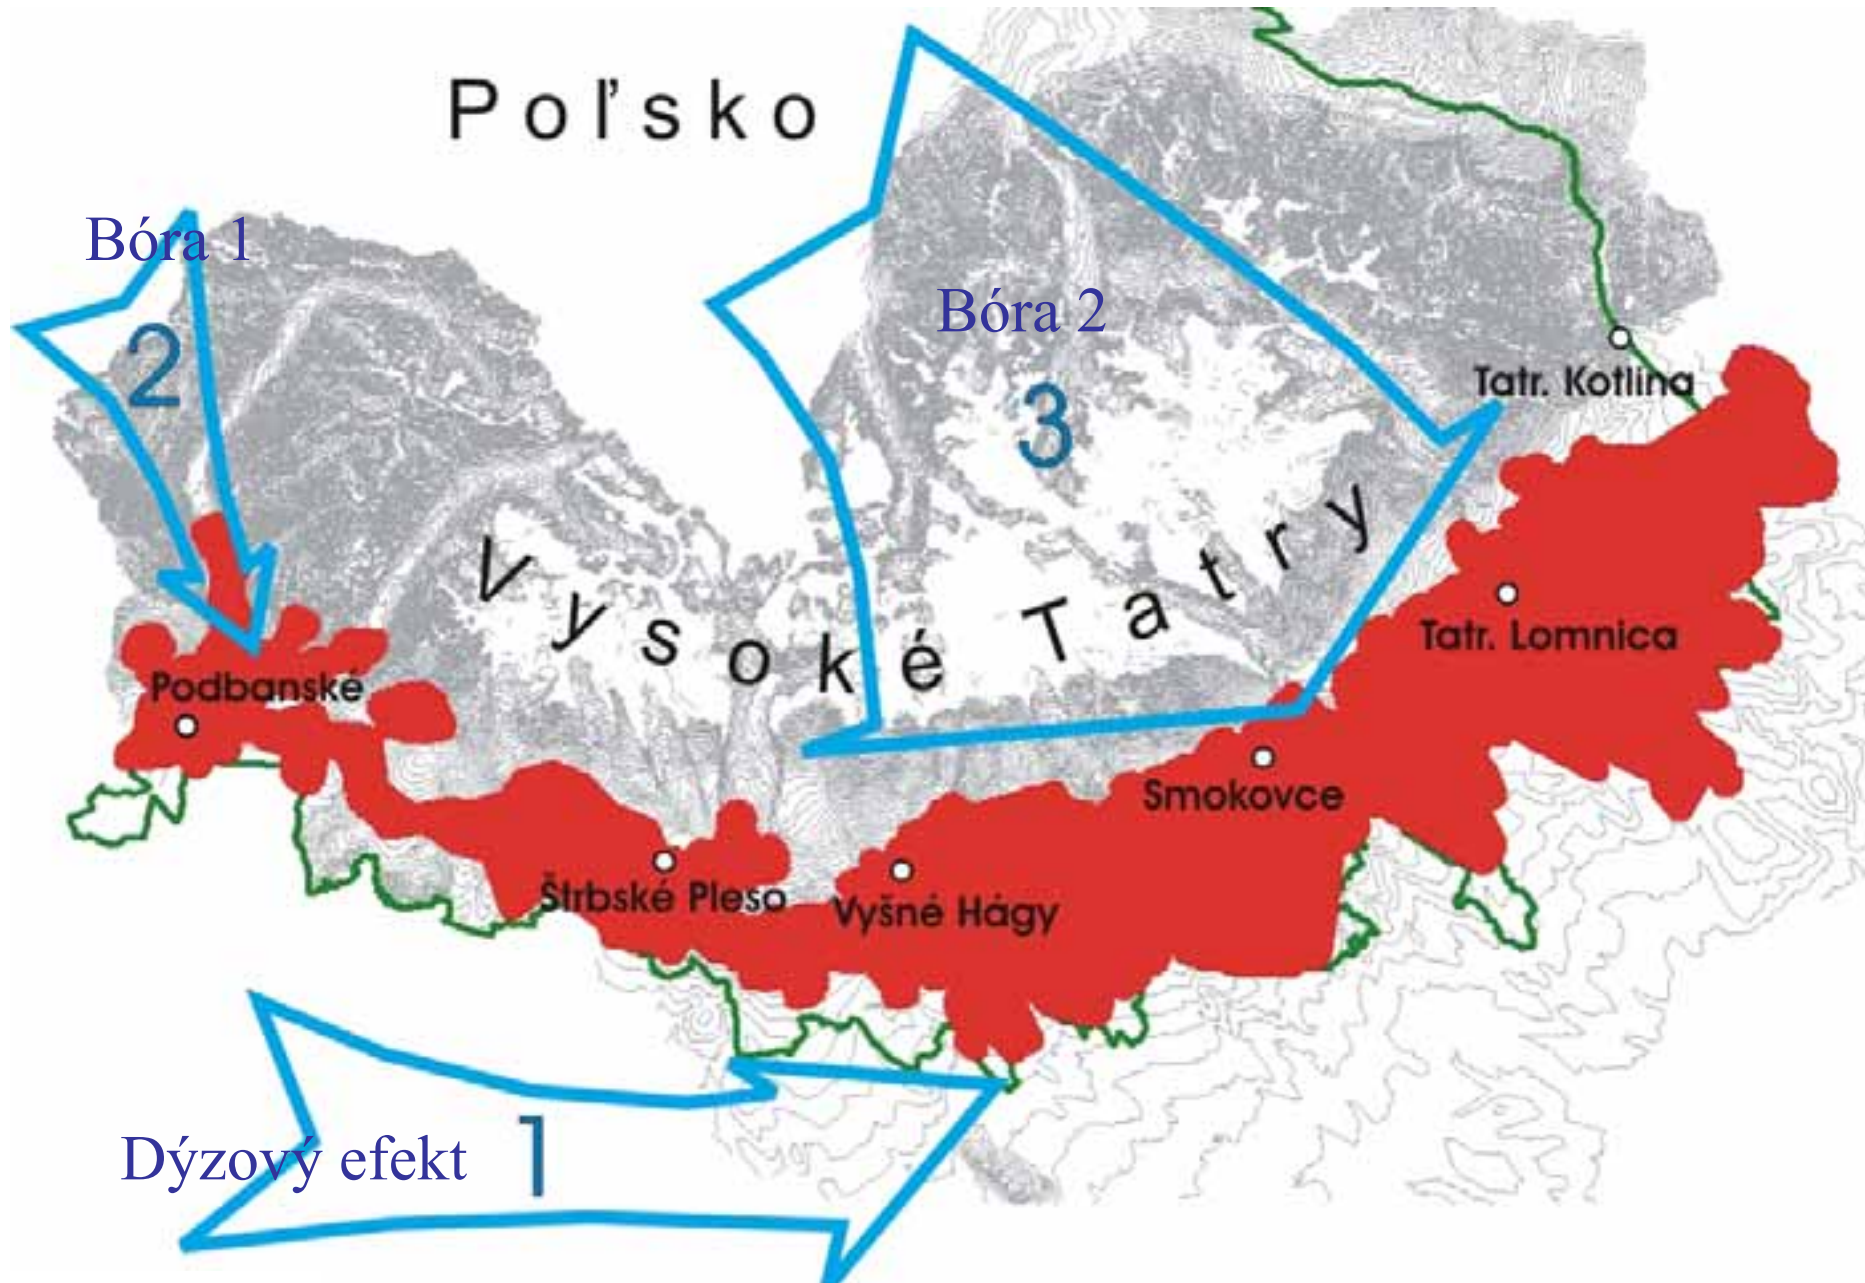 Poľsko
Bóra 1
2
Bóra 2
3
Tatr. Kotlina
Vysoké Tatry
Tatr. Lomnica
Podbanské
Smokovce
Štrbské Pleso
Vyšné Hágy
Dýzový efekt
1